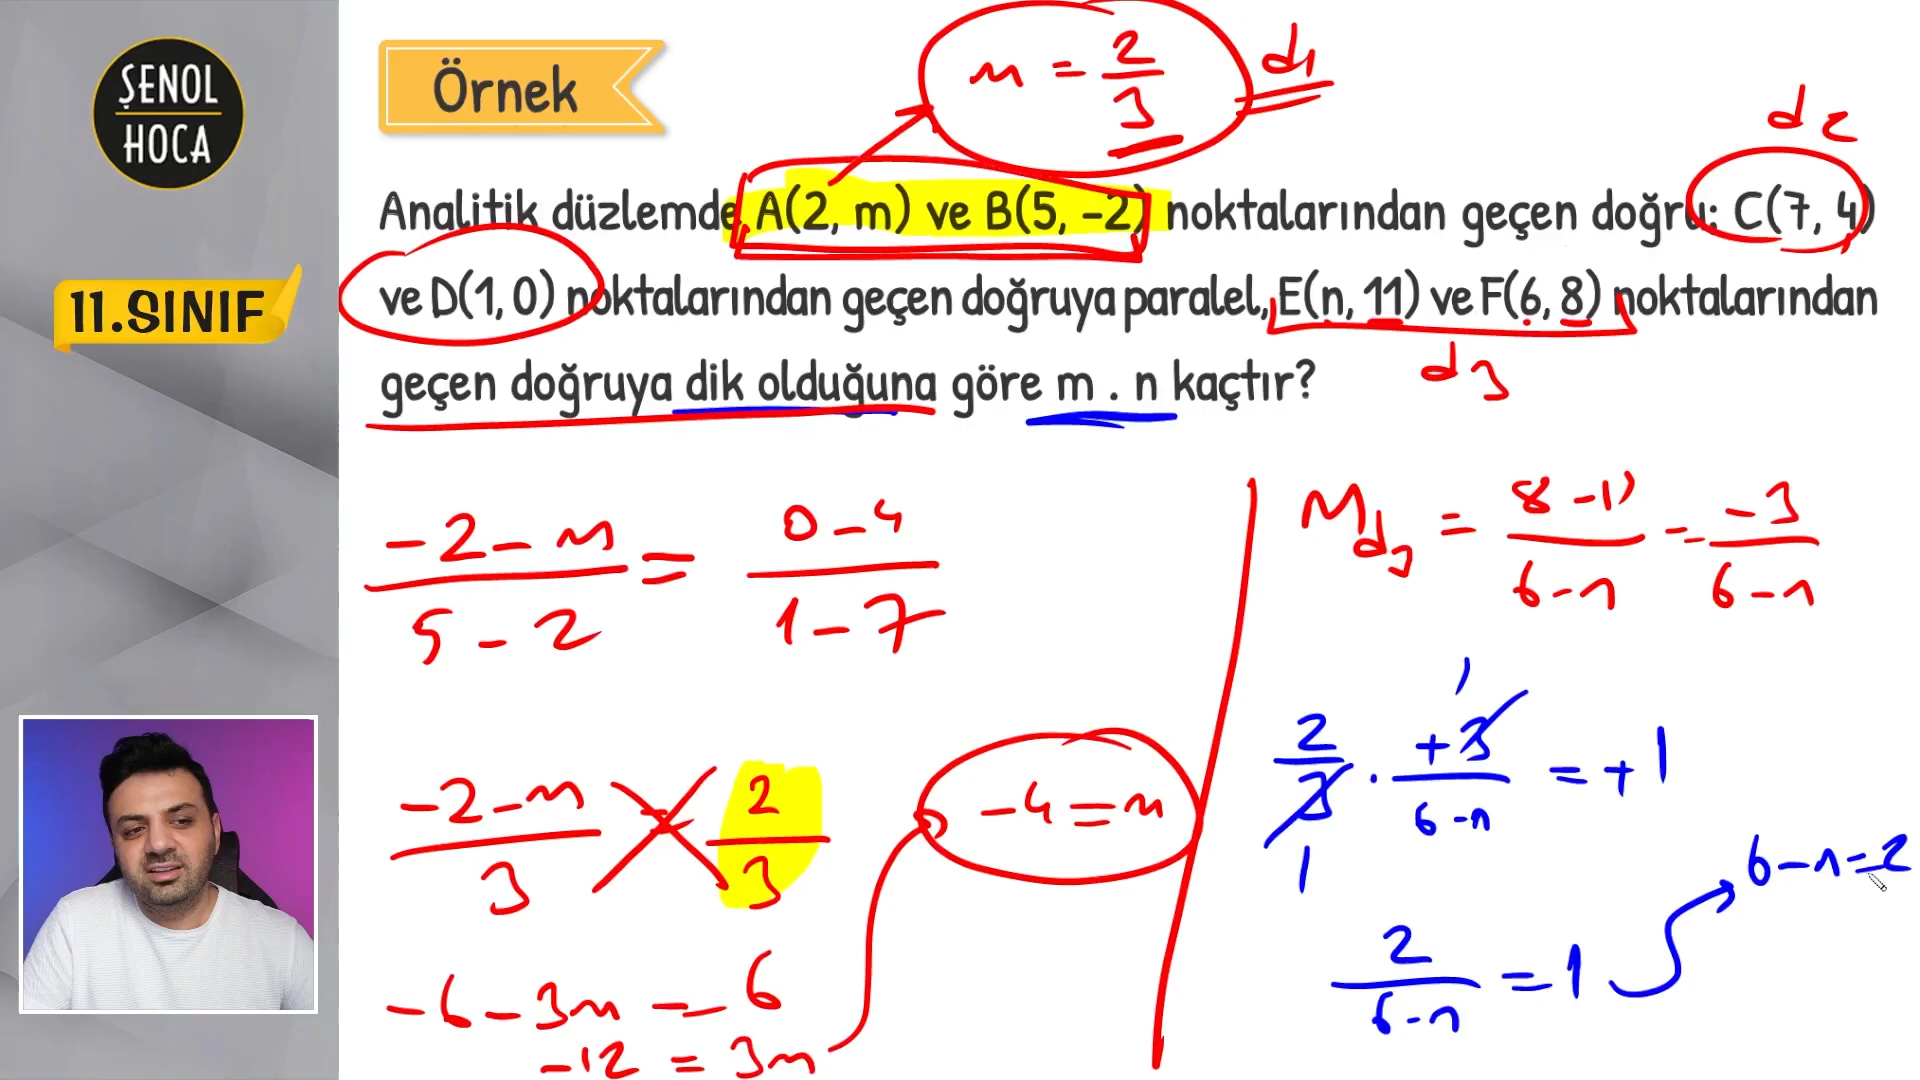 ŞENOL
HOCA
11.SINIF
Örnek
m = 2/3
d1
d2
Analitik düzlemde, A(2, m) ve B(5, -2) noktalarından geçen doğru; C(7, 4)
ve D(1, 0) noktalarından geçen doğruya paralel, E(n, 11) ve F(6, 8) noktalarından
geçen doğruya dik olduğuna göre m . n kaçtır?
d3
-2-m/5-2 = 0-4/1-7
-2-m/3 = 2/3
-6-3m = 6
-12 = 3m
-4 = m
Md3 = 8-11/6-n = -3/6-n
2/3 . +3/6-n = +1
1
1
2/6-n = 1
6-n=2